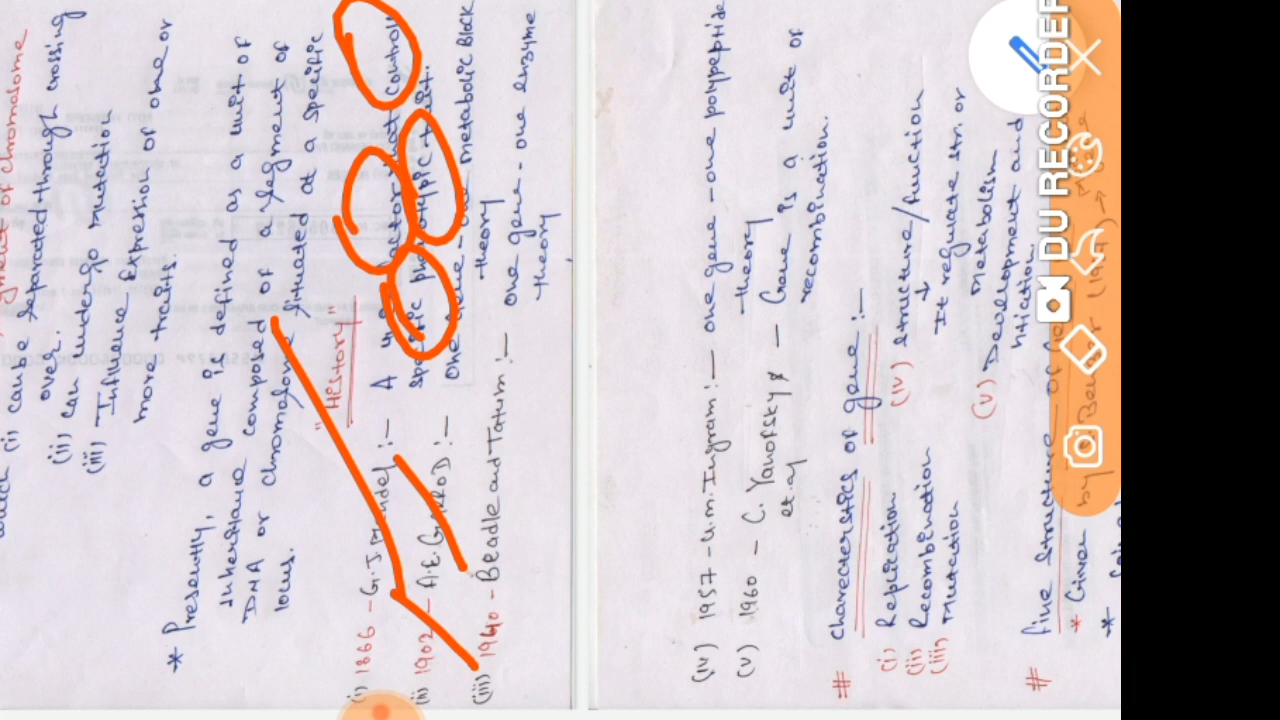 (i) can be separated through crossing
over.
(ii) can undergo mutation
(iii) Influence Expression of one or
more traits.
* Presently, a gene is defined as a unit of
inheritance composed of a segment of
DNA or chromosome situated at a specific
locus.
"HISTORY"
(i) 1866 - G.J. Mendel :- A that control
specific phenotypic trait.
(ii) 1902 - A.E. GARROD :- one gene - one metabolic Block
theory
(iii) 1940 - Beadle and Tatum :- one gene - one enzyme
theory
(iv) 1957 - V.M. Ingram :- one gene - one polypeptide
theory
(v) 1960 - C. Yanofsky - Gene is a unit of
et.al recombination.
# characterstics of gene :-
(i) Replication
(ii) Recombination
(iii) Mutation
(iv) structure/function
It regulate str. or
metabolism
(v) Development and
# fine structure of
* Given by
DU RECORDER